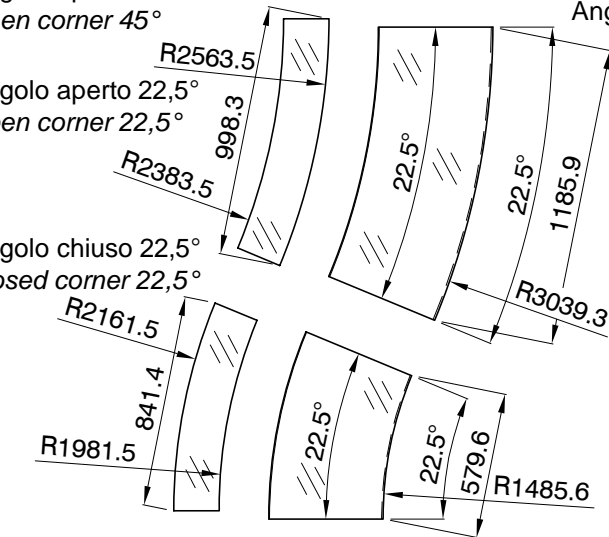 en corner 45°
Ang
R2563.5
998.3
golo aperto 22,5°
en corner 22,5°
R2383.5
22.5°
22.5°
1185.9
R3039.3
golo chiuso 22,5°
osed corner 22,5°
R2161.5
841.4
R1981.5
22.5°
22.5°
579.6
R1485.6